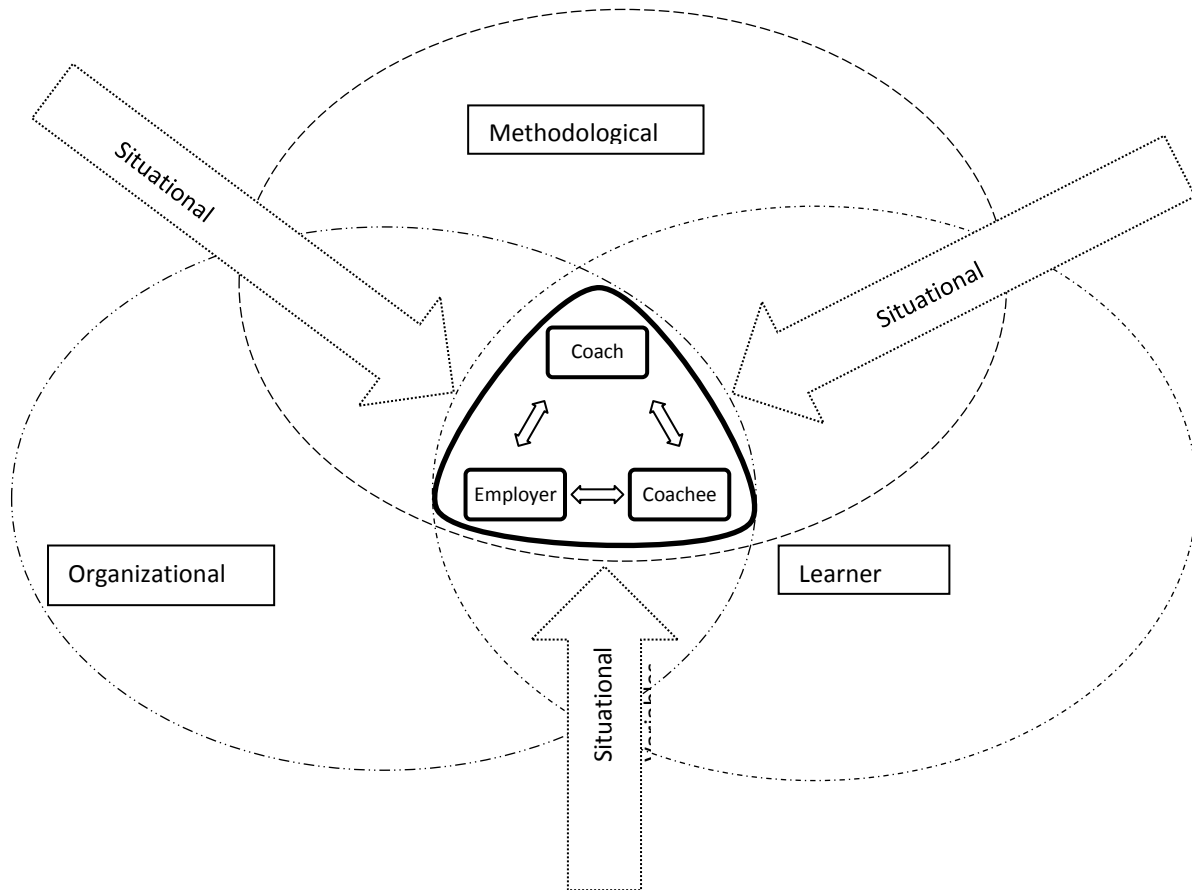 Methodological
Situational
Situational
Coach
Employer
Coachee
Organizational
Learner
Situational